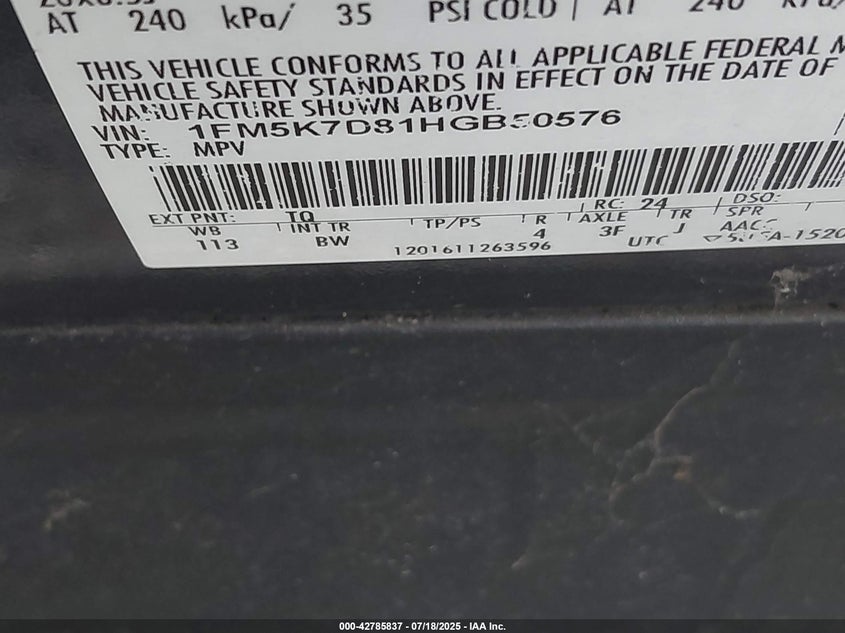 AT 240 kPa/ 35 PSI COLD | AT 240
THIS VEHICLE CONFORMS TO ALL APPLICABLE FEDERAL M
VEHICLE SAFETY STANDARDS IN EFFECT ON THE DATE OF
MANUFACTURE SHOWN ABOVE.
VIN: 1FM5K7D81HGB50576
TYPE: MPV
EXT PNT: TQ RC: 24 DSO:
WB INT TR TP/PS R AXLE TR SPR
113 BW 4 3F J
1201611263596 UTC
000-42785837 - 07/18/2025 - IAA Inc.